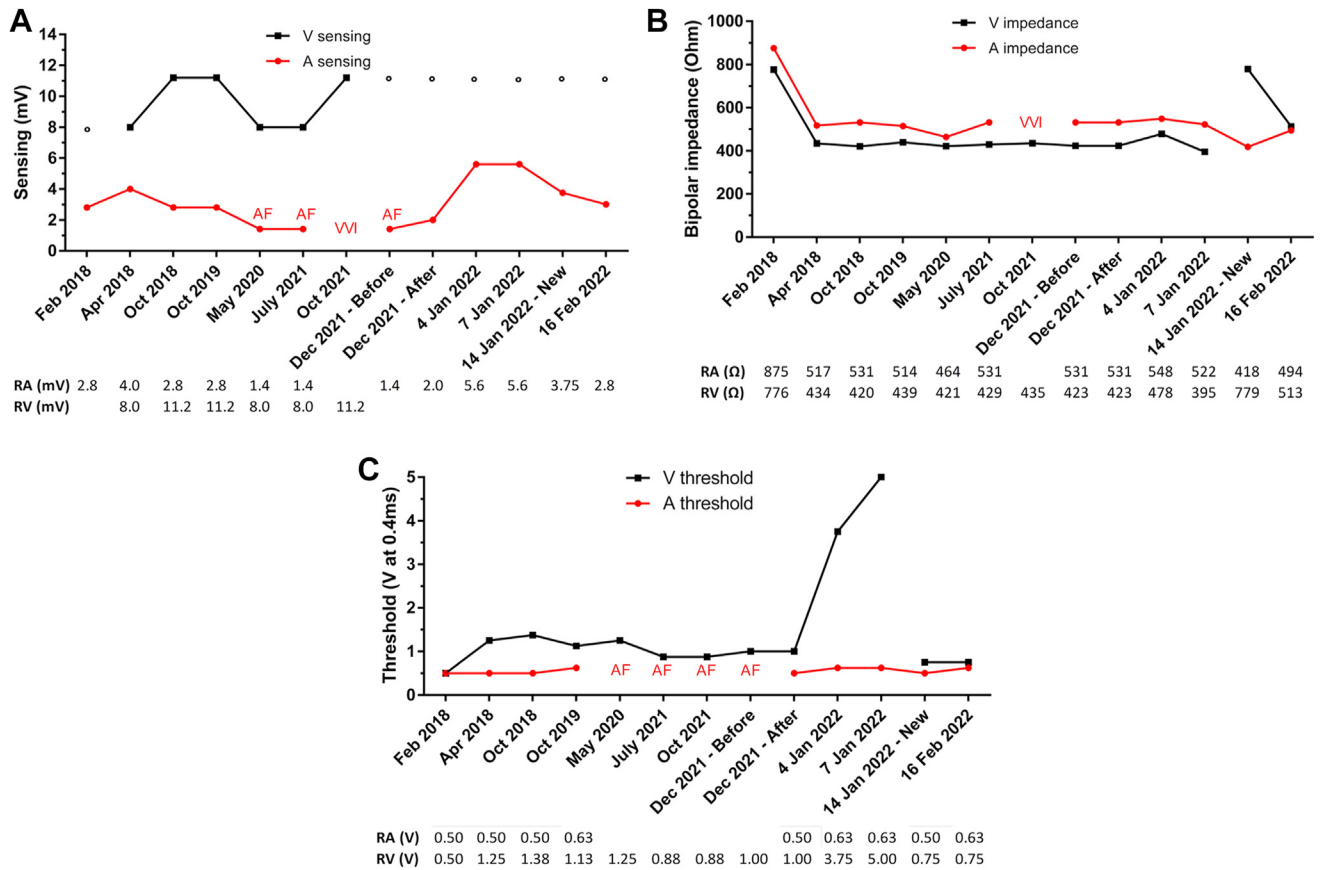 A
V sensing
A sensing
Sensing (mV)
14
12
10
8
6
4
2
0
AF
AF
VVI
AF
Feb 2018
Apr 2018
Oct 2018
Oct 2019
May 2020
July 2021
Oct 2021
Dec 2021 - Before
Dec 2021 - After
4 Jan 2022
7 Jan 2022
14 Jan 2022 - New
16 Feb 2022
RA (mV) 2.8 4.0 2.8 2.8 1.4 1.4 1.4 2.0 5.6 5.6 3.75 2.8
RV (mV) 8.0 11.2 11.2 8.0 8.0 11.2
B
V impedance
A impedance
Bipolar impedance (Ohm)
1000
800
600
400
200
0
VVI
Feb 2018
Apr 2018
Oct 2018
Oct 2019
May 2020
July 2021
Oct 2021
Dec 2021 - Before
Dec 2021 - After
4 Jan 2022
7 Jan 2022
14 Jan 2022 - New
16 Feb 2022
RA (Ω) 875 517 531 514 464 531 531 531 548 522 418 494
RV (Ω) 776 434 420 439 421 429 435 423 423 478 395 779 513
C
V threshold
A threshold
Threshold (V at 0.4ms)
5
4
3
2
1
0
AF
AF
AF
AF
Feb 2018
Apr 2018
Oct 2018
Oct 2019
May 2020
July 2021
Oct 2021
Dec 2021 - Before
Dec 2021 - After
4 Jan 2022
7 Jan 2022
14 Jan 2022 - New
16 Feb 2022
RA (V) 0.50 0.50 0.50 0.63 0.50 0.63 0.63 0.50 0.63
RV (V) 0.50 1.25 1.38 1.13 1.25 0.88 0.88 1.00 1.00 3.75 5.00 0.75 0.75